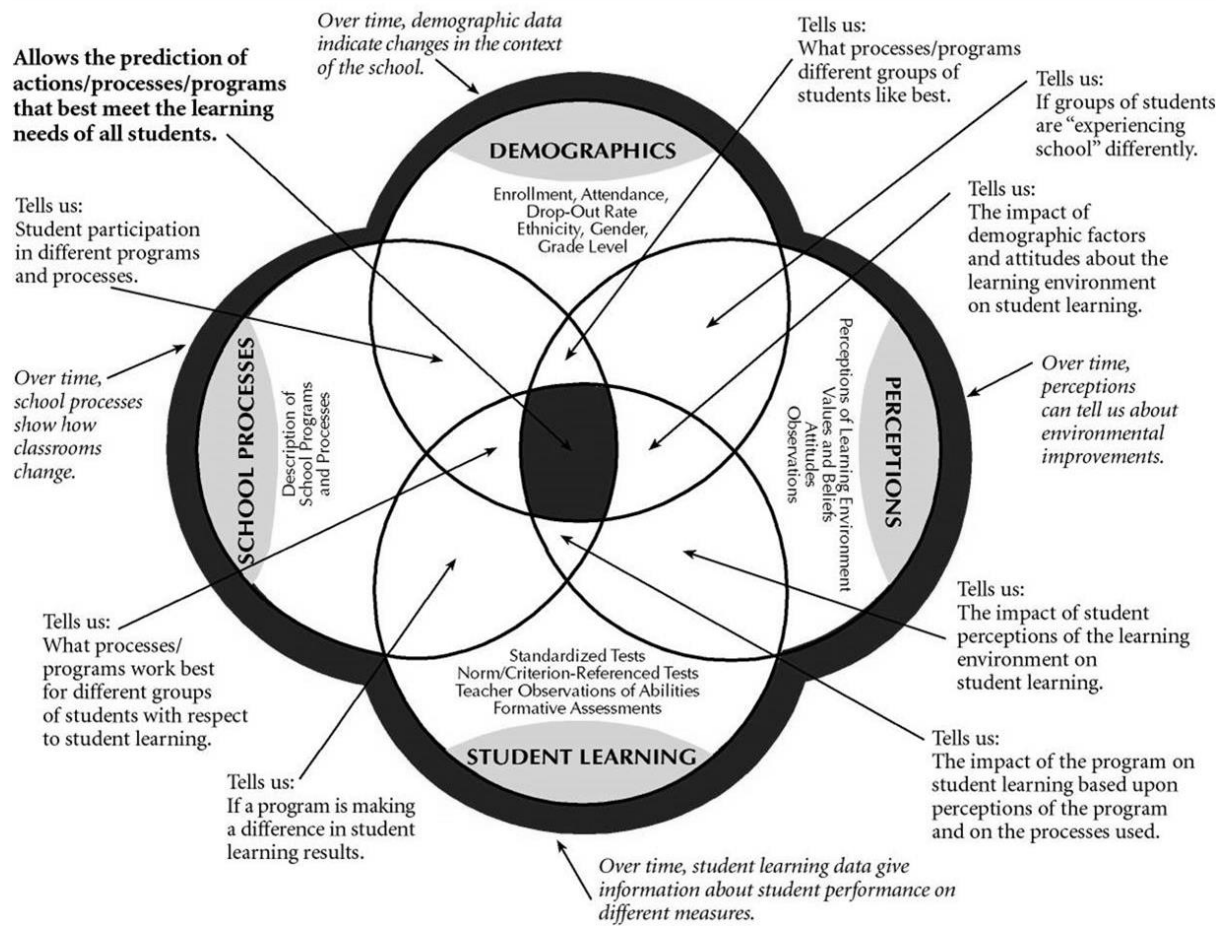 Over time, demographic data
indicate changes in the context
of the school.
Tells us:
What processes/programs
different groups of
students like best.
Allows the prediction of
actions/processes/programs
that best meet the learning
needs of all students.
Tells us:
If groups of students
are “experiencing
school” differently.
DEMOGRAPHICS
Enrollment, Attendance,
Drop-Out Rate
Ethnicity, Gender,
Grade Level
Tells us:
Student participation
in different programs
and processes.
Tells us:
The impact of
demographic factors
and attitudes about the
learning environment
on student learning.
Over time,
school processes
show how
classrooms
change.
SCHOOL PROCESSES
Description of
School Programs
and Processes
PERCEPTIONS
Perceptions of Learning Environment
Values and Beliefs
Attitudes
Observations
Over time,
perceptions
can tell us about
environmental
improvements.
Tells us:
What processes/
programs work best
for different groups
of students with respect
to student learning.
Tells us:
The impact of student
perceptions of the learning
environment on
student learning.
Standardized Tests
Norm/Criterion-Referenced Tests
Teacher Observations of Abilities
Formative Assessments
STUDENT LEARNING
Tells us:
If a program is making
a difference in student
learning results.
Tells us:
The impact of the program on
student learning based upon
perceptions of the program
and on the processes used.
Over time, student learning data give
information about student performance on
different measures.